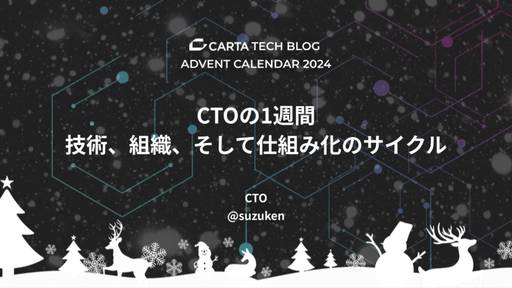 CARTA TECH BLOG
ADVENT CALENDAR 2024
CTOの1週間
技術、組織、そして仕組み化のサイクル
CTO
@suzuken